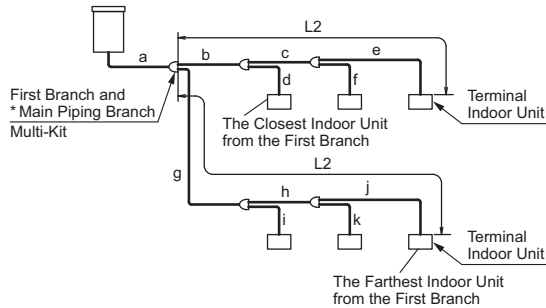 L2
a
b
c
e
d
f
First Branch and
* Main Piping Branch
Multi-Kit
The Closest Indoor Unit
from the First Branch
Terminal
Indoor Unit
L2
g
h
j
i
k
Terminal
Indoor Unit
The Farthest Indoor Unit
from the First Branch